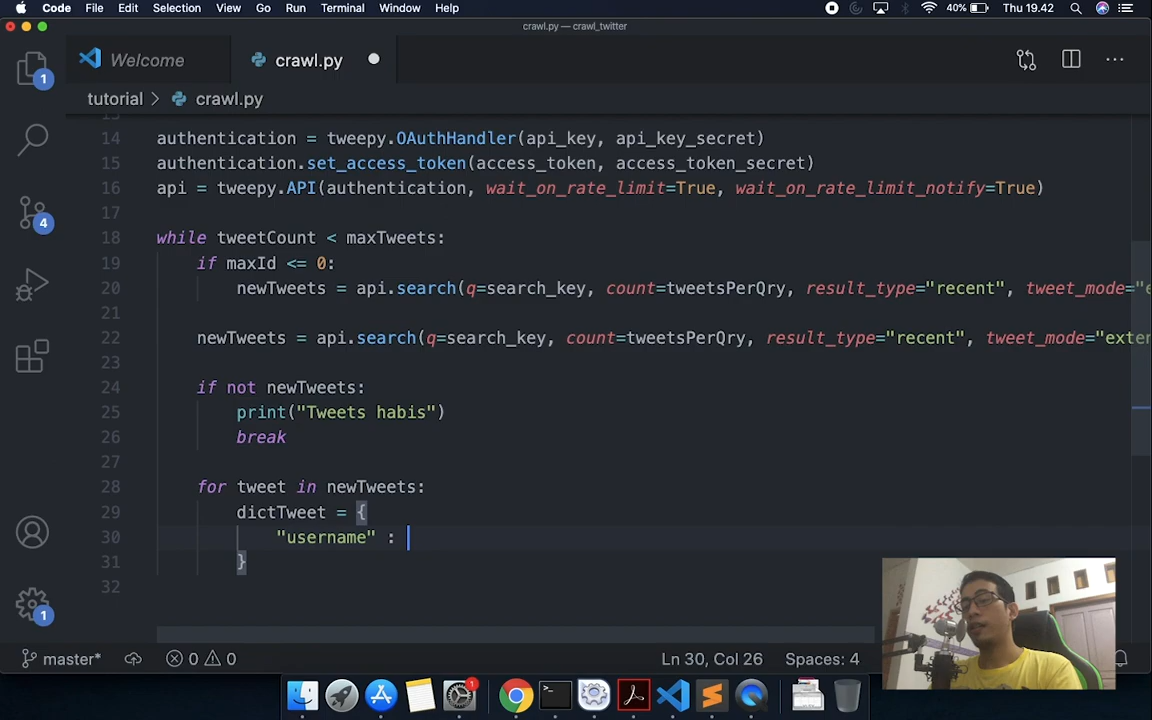 Code File Edit Selection View Go Run Terminal Window Help 40% Thu 19.42
crawl.py — crawl_twitter
Welcome crawl.py
tutorial > crawl.py
1
4
1
14 authentication = tweepy.OAuthHandler(api_key, api_key_secret)
15 authentication.set_access_token(access_token, access_token_secret)
16 api = tweepy.API(authentication, wait_on_rate_limit=True, wait_on_rate_limit_notify=True)
17
18 while tweetCount < maxTweets:
19 if maxId <= 0:
20 newTweets = api.search(q=search_key, count=tweetsPerQry, result_type="recent", tweet_mode="e
21
22 newTweets = api.search(q=search_key, count=tweetsPerQry, result_type="recent", tweet_mode="exten
23
24 if not newTweets:
25 print("Tweets habis")
26 break
27
28 for tweet in newTweets:
29 dictTweet = {
30 "username" :
31 }
32
master* 0 0 Ln 30, Col 26 Spaces: 4
1